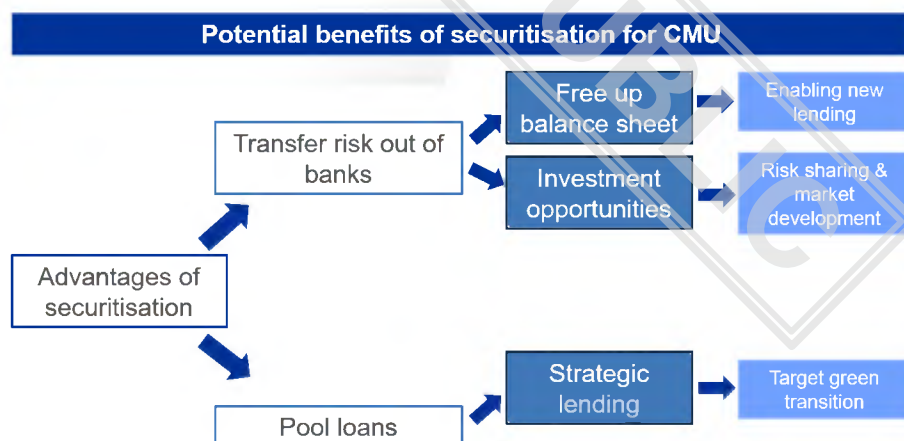 Potential benefits of securitisation for CMU
Free up
balance sheet
Enabling new
lending
Transfer risk out of
banks
Investment
opportunities
Risk sharing &
market
development
Advantages of
securitisation
Strategic
lending
Target green
transition
Pool loans
PUBLIC